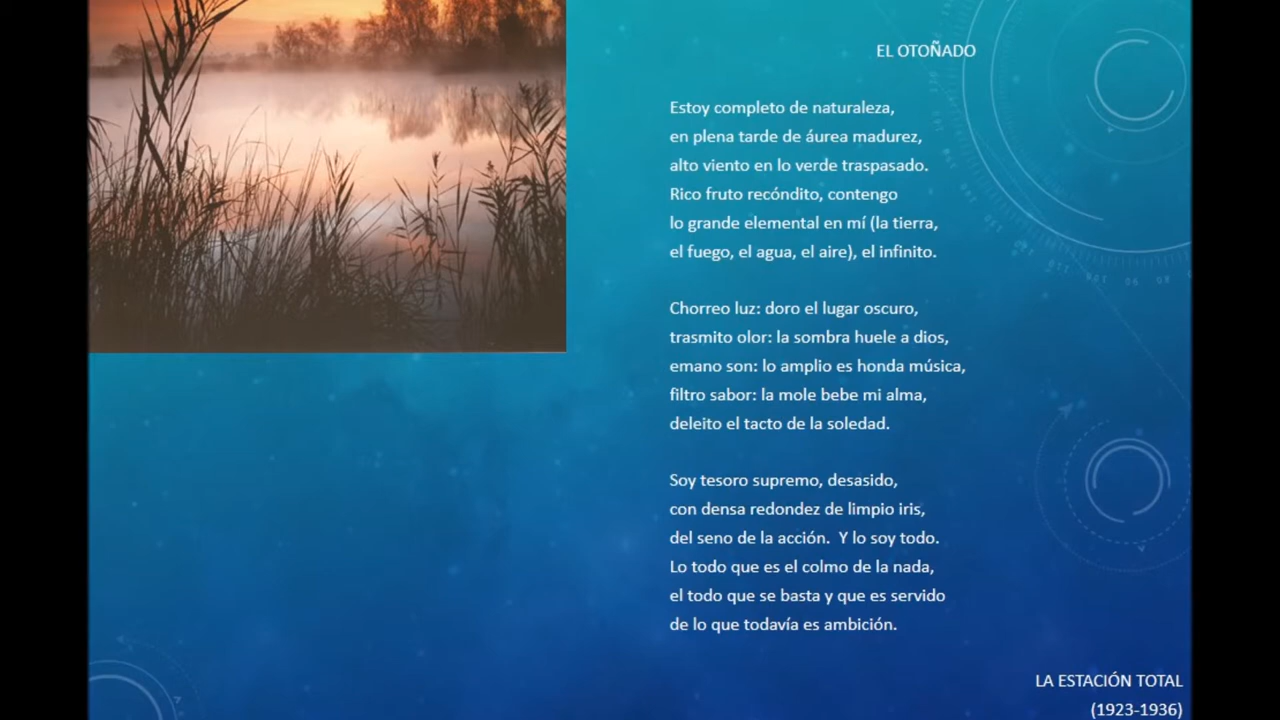 EL OTOÑADO
Estoy completo de naturaleza,
en plena tarde de áurea madurez,
alto viento en lo verde traspasado.
Rico fruto recóndito, contengo
lo grande elemental en mí (la tierra,
el fuego, el agua, el aire), el infinito.
Chorreo luz: doro el lugar oscuro,
trasmito olor: la sombra huele a dios,
emano son: lo amplio es honda música,
filtro sabor: la mole bebe mi alma,
deleito el tacto de la soledad.
Soy tesoro supremo, desasido,
con densa redondez de limpio iris,
del seno de la acción.  Y lo soy todo.
Lo todo que es el colmo de la nada,
el todo que se basta y que es servido
de lo que todavía es ambición.
LA ESTACIÓN TOTAL
(1923-1936)